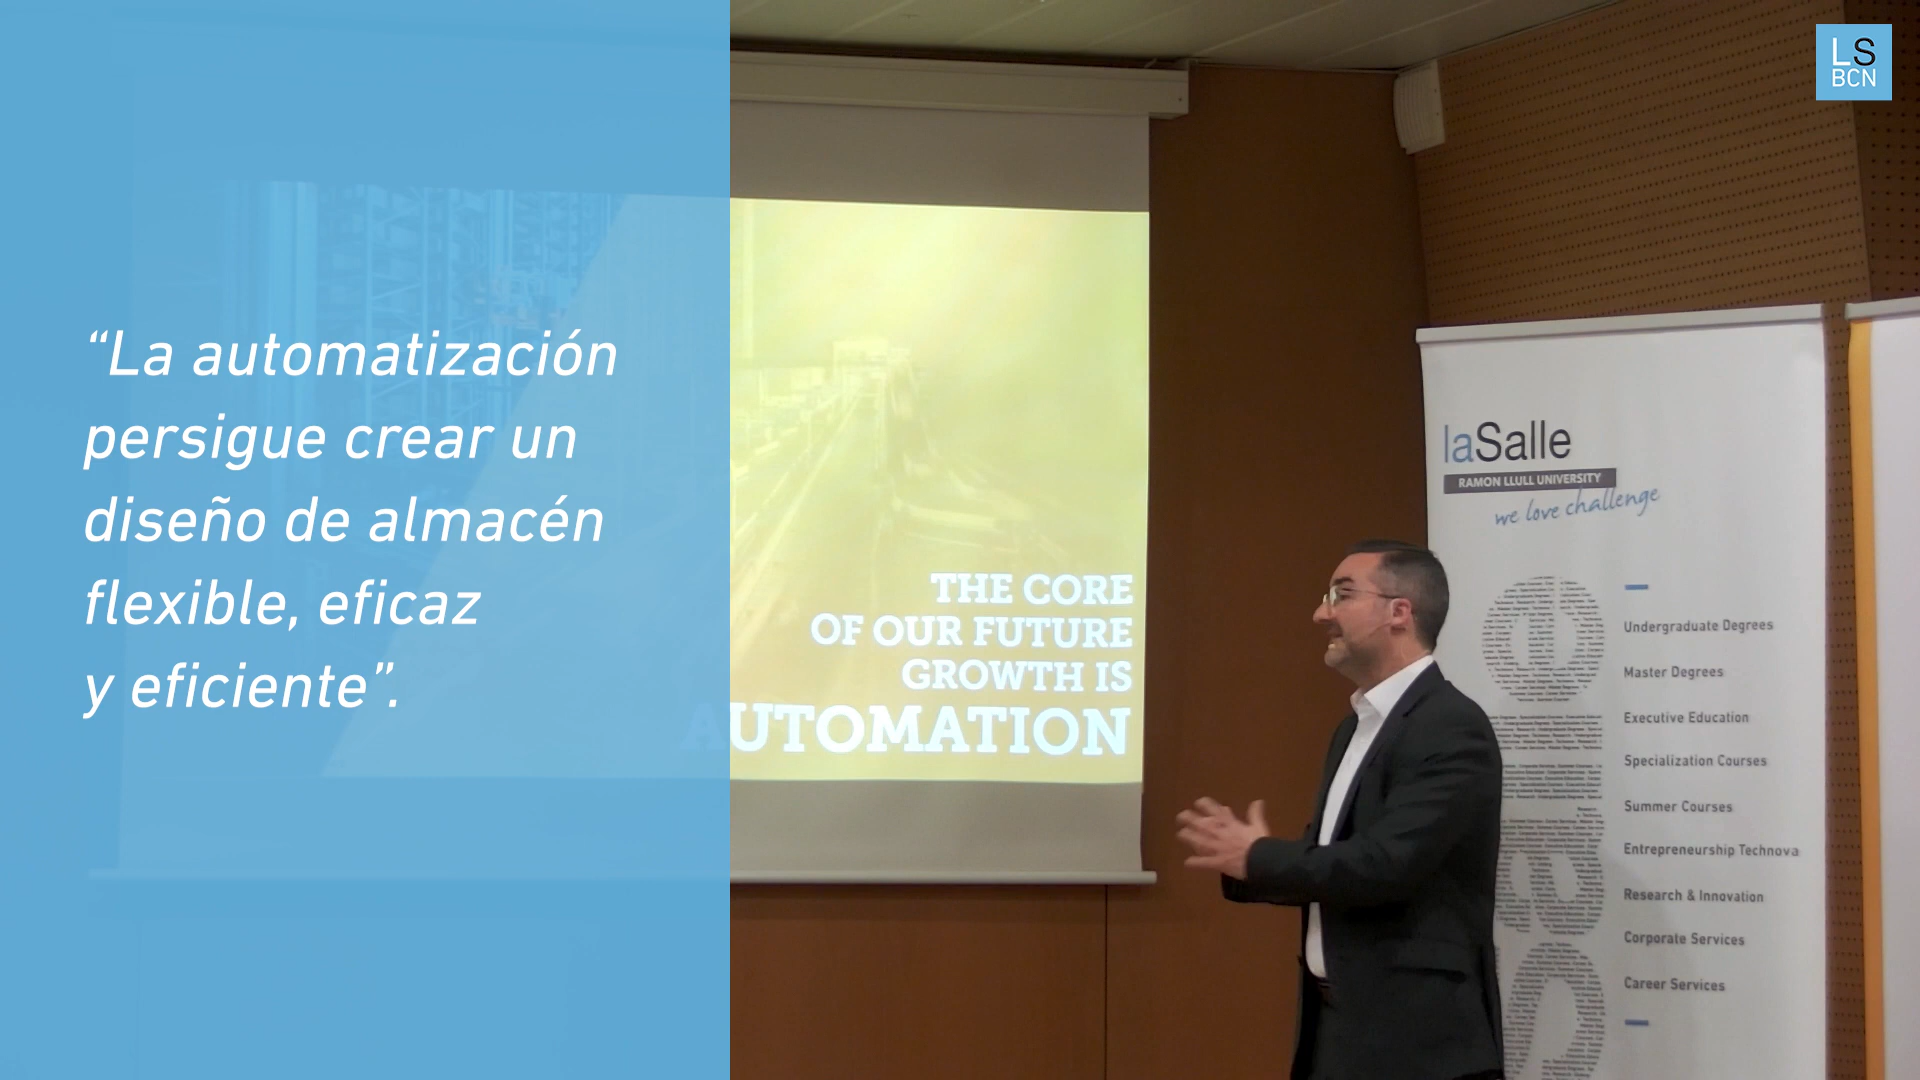 “La automatización
persigue crear un
diseño de almacén
flexible, eficaz
y eficiente”.
THE CORE
OF OUR FUTURE
GROWTH IS
AUTOMATION
LS
BCN
laSalle
RAMON LLULL UNIVERSITY
we love challenge
Undergraduate Degrees
Master Degrees
Executive Education
Specialization Courses
Summer Courses
Entrepreneurship Technova
Research & Innovation
Corporate Services
Career Services